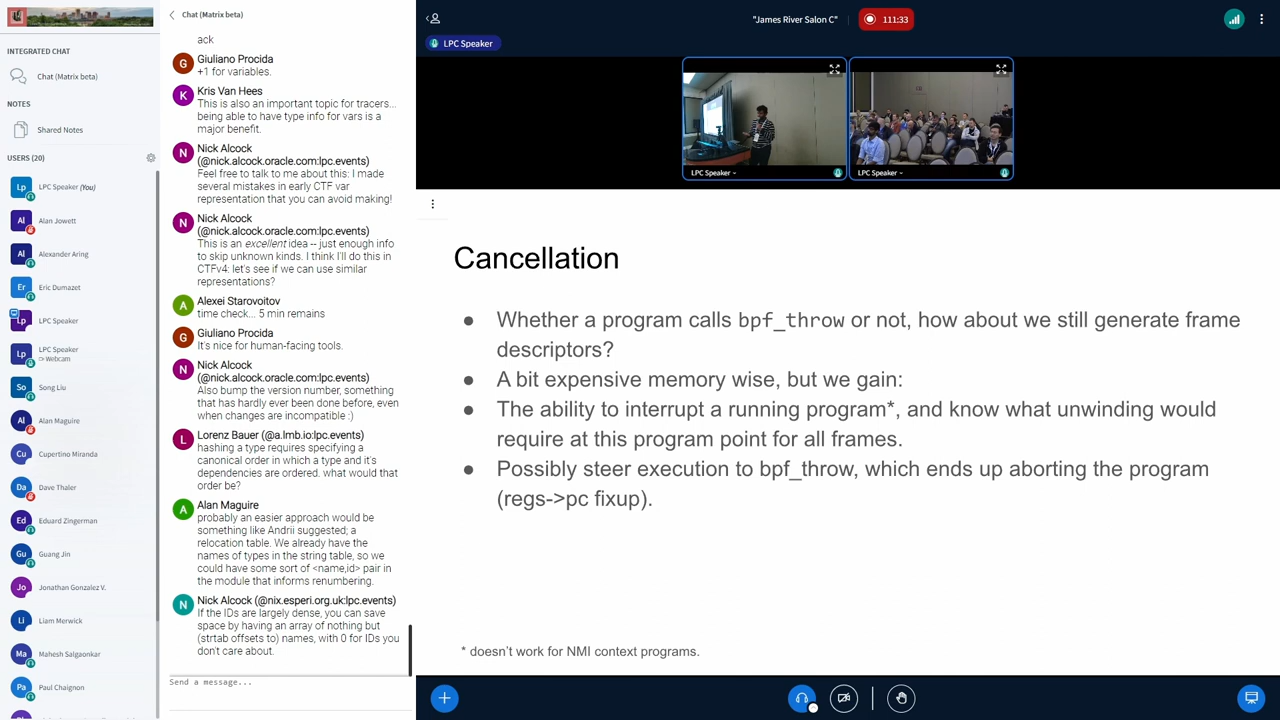 INTEGRATED CHAT
Chat (Matrix beta)
NOTES
Shared Notes
USERS (20)
Lp
LPC Speaker (You)
Al
Alan Jowett
Al
Alexander Aring
Er
Eric Dumazet
Lp
LPC Speaker
Lp
LPC Speaker
Webcam
So
Song Liu
Al
Alan Maguire
Cu
Cupertino Miranda
Da
Dave Thaler
Ed
Eduard Zingerman
Gu
Guang Jin
Jo
Jonathan Gonzalez V.
Li
Liam Merwick
Ma
Mahesh Salgaonkar
Pa
Paul Chaignon
Chat (Matrix beta)
ack
G
Giuliano Procida
+1 for variables.
K
Kris Van Hees
This is also an important topic for tracers...
being able to have type info for vars is a
major benefit.
N
Nick Alcock
(@nick.alcock.oracle.com:lpc.events)
Feel free to talk to me about this: I made
several mistakes in early CTF var
representation that you can avoid making!
N
Nick Alcock
(@nick.alcock.oracle.com:lpc.events)
This is an excellent idea -- just enough info
to skip unknown kinds. I think I'll do this in
CTFv4: let's see if we can use similar
representations?
A
Alexei Starovoitov
time check... 5 min remains
G
Giuliano Procida
It's nice for human-facing tools.
N
Nick Alcock
(@nick.alcock.oracle.com:lpc.events)
Also bump the version number, something
that has hardly ever been done before, even
when changes are incompatible :)
L
Lorenz Bauer (@a.lmb.io:lpc.events)
hashing a type requires specifying a
canonical order in which a type and it's
dependencies are ordered. what would that
order be?
A
Alan Maguire
probably an easier approach would be
something like Andrii suggested; a
relocation table. We already have the
names of types in the string table, so we
could have some sort of <name,id> pair in
the module that informs renumbering.
N
Nick Alcock (@nix.esperi.org.uk:lpc.events)
If the IDs are largely dense, you can save
space by having an array of nothing but
(strtab offsets to) names, with 0 for IDs you
don't care about.
Send a message...
"James River Salon C"
111:33
LPC Speaker
LPC Speaker
LPC Speaker
Cancellation
● Whether a program calls bpf_throw or not, how about we still generate frame
descriptors?
● A bit expensive memory wise, but we gain:
● The ability to interrupt a running program*, and know what unwinding would
require at this program point for all frames.
● Possibly steer execution to bpf_throw, which ends up aborting the program
(regs->pc fixup).
* doesn't work for NMI context programs.